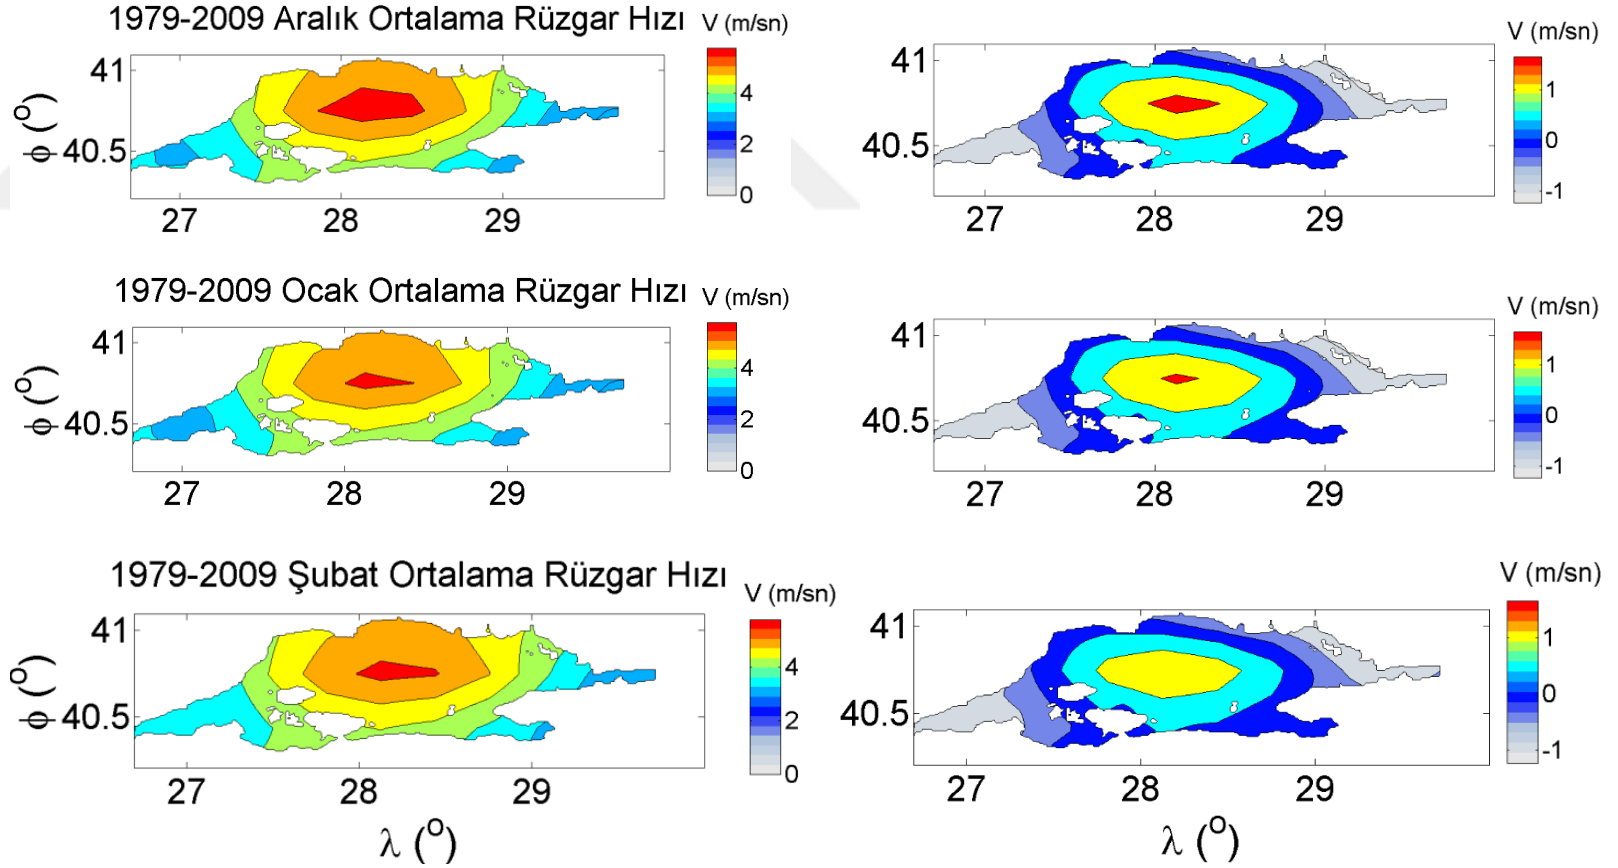 1979-2009 Aralık Ortalama Rüzgar Hızı V (m/sn)
V (m/sn)
41
ϕ (°)
40.5
27 28 29
4
2
0
41
40.5
27 28 29
1
0
-1
1979-2009 Ocak Ortalama Rüzgar Hızı V (m/sn)
V (m/sn)
41
ϕ (°)
40.5
27 28 29
4
2
0
41
40.5
27 28 29
1
0
-1
1979-2009 Şubat Ortalama Rüzgar Hızı V (m/sn)
V (m/sn)
41
ϕ (°)
40.5
27 28 29
λ (°)
4
2
0
41
40.5
27 28 29
λ (°)
1
0
-1